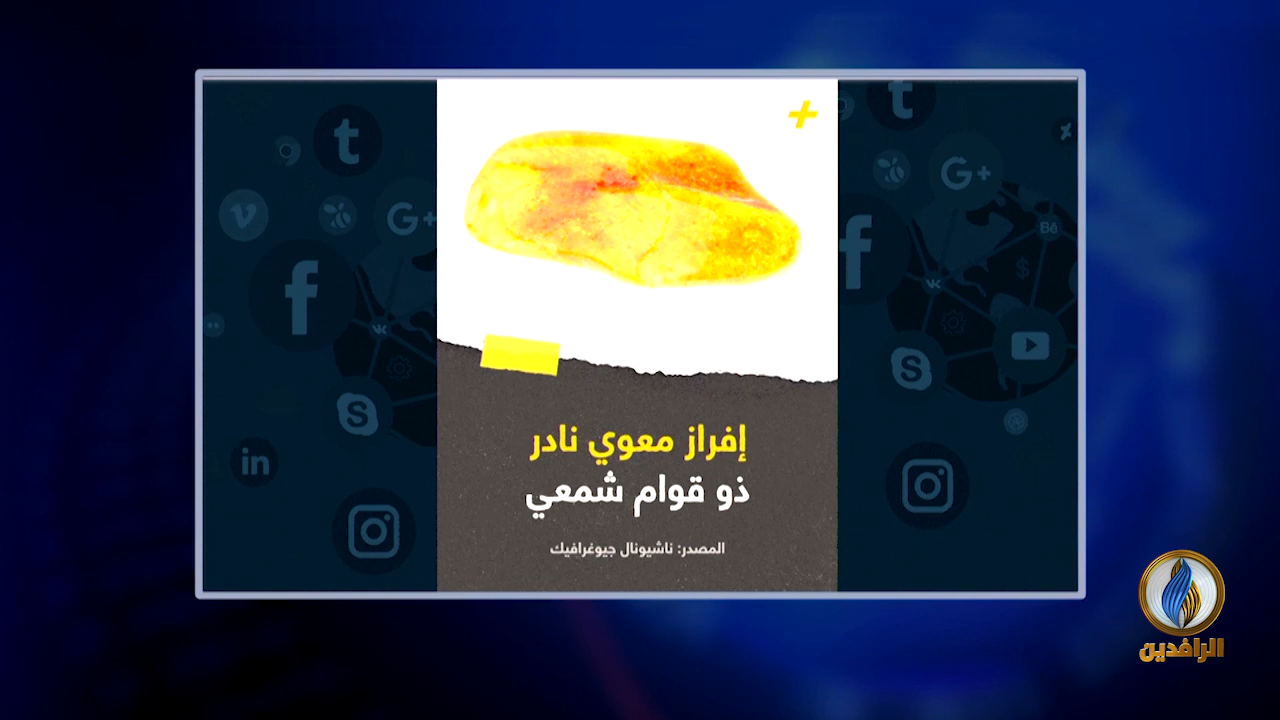 إفراز معوي نادر
ذو قوام شمعي
المصدر: ناشيونال جيوغرافيك
الرافدين